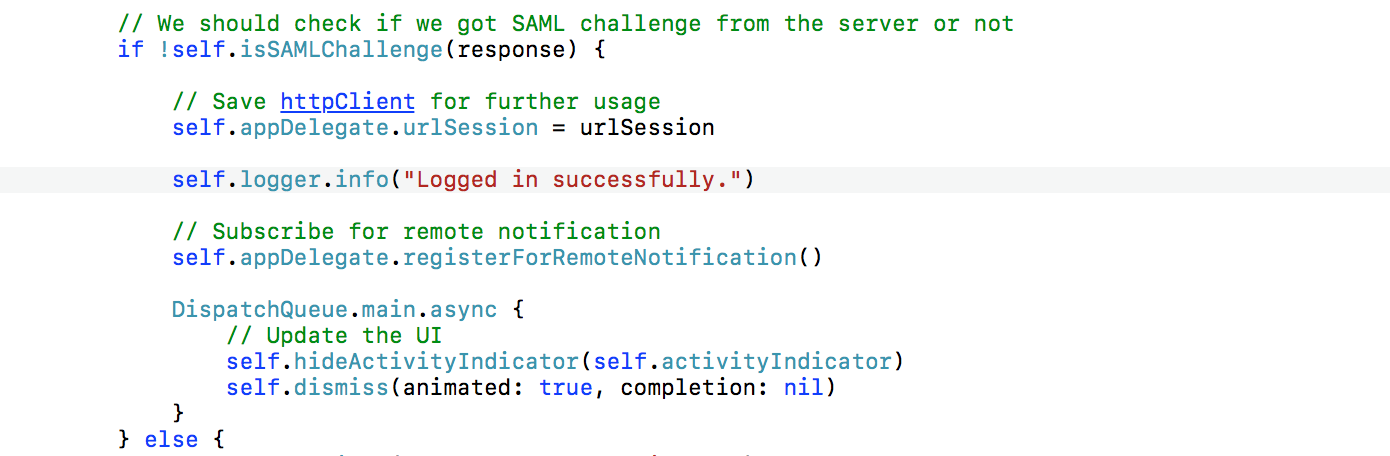 // We should check if we got SAML challenge from the server or not
if !self.isSAMLChallenge(response) {
// Save httpClient for further usage
self.appDelegate.urlSession = urlSession
self.logger.info("Logged in successfully.")
// Subscribe for remote notification
self.appDelegate.registerForRemoteNotification()
DispatchQueue.main.async {
// Update the UI
self.hideActivityIndicator(self.activityIndicator)
self.dismiss(animated: true, completion: nil)
}
} else {